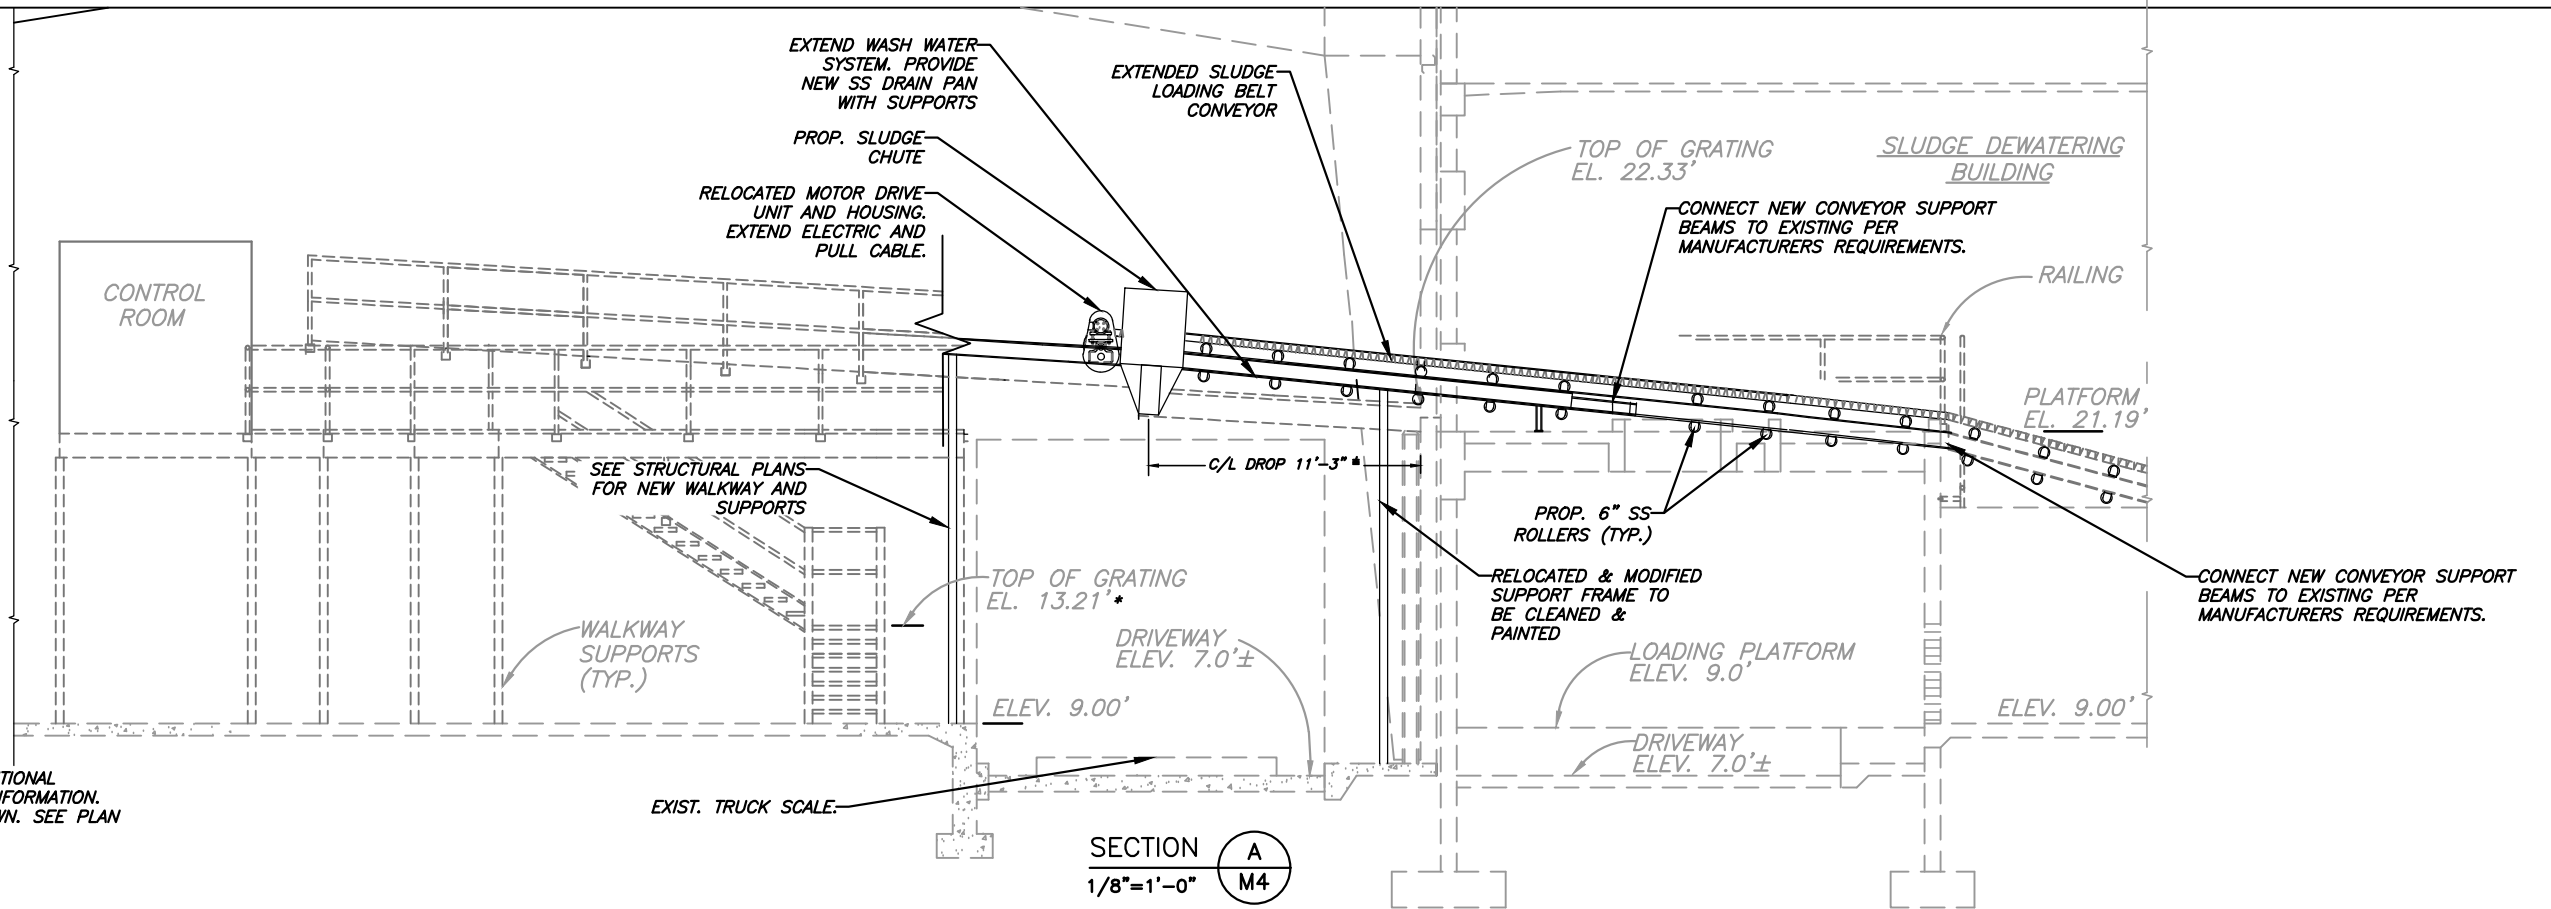 EXTEND WASH WATER
SYSTEM. PROVIDE
NEW SS DRAIN PAN
WITH SUPPORTS
EXTENDED SLUDGE
LOADING BELT
CONVEYOR
PROP. SLUDGE
CHUTE
RELOCATED MOTOR DRIVE
UNIT AND HOUSING.
EXTEND ELECTRIC AND
PULL CABLE.
TOP OF GRATING
EL. 22.33'
SLUDGE DEWATERING
BUILDING
CONNECT NEW CONVEYOR SUPPORT
BEAMS TO EXISTING PER
MANUFACTURERS REQUIREMENTS.
RAILING
CONTROL
ROOM
PLATFORM
EL. 21.19'
SEE STRUCTURAL PLANS
FOR NEW WALKWAY AND
SUPPORTS
C/L DROP 11'-3"
PROP. 6" SS
ROLLERS (TYP.)
TOP OF GRATING
EL. 13.21'*
RELOCATED & MODIFIED
SUPPORT FRAME TO
BE CLEANED &
PAINTED
CONNECT NEW CONVEYOR SUPPORT
BEAMS TO EXISTING PER
MANUFACTURERS REQUIREMENTS.
WALKWAY
SUPPORTS
(TYP.)
DRIVEWAY
ELEV. 7.0'±
LOADING PLATFORM
ELEV. 9.0'
ELEV. 9.00'
ELEV. 9.00'
DRIVEWAY
ELEV. 7.0'±
TIONAL
FORMATION.
WN. SEE PLAN
EXIST. TRUCK SCALE.
SECTION
A
M4
1/8"=1'-0"